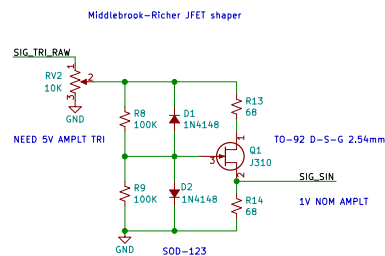 Middlebrook-Richer JFET shaper
SIG_TRI_RAW
RV2
10K
1
2
3
GND
R8
100K
D1
1N4148
R13
68
NEED 5V AMPLT TRI
TO-92 D-S-G 2.54mm
1
Q1
J310
3
2
SIG_SIN
R9
100K
D2
1N4148
R14
68
1V NOM AMPLT
GND
SOD-123